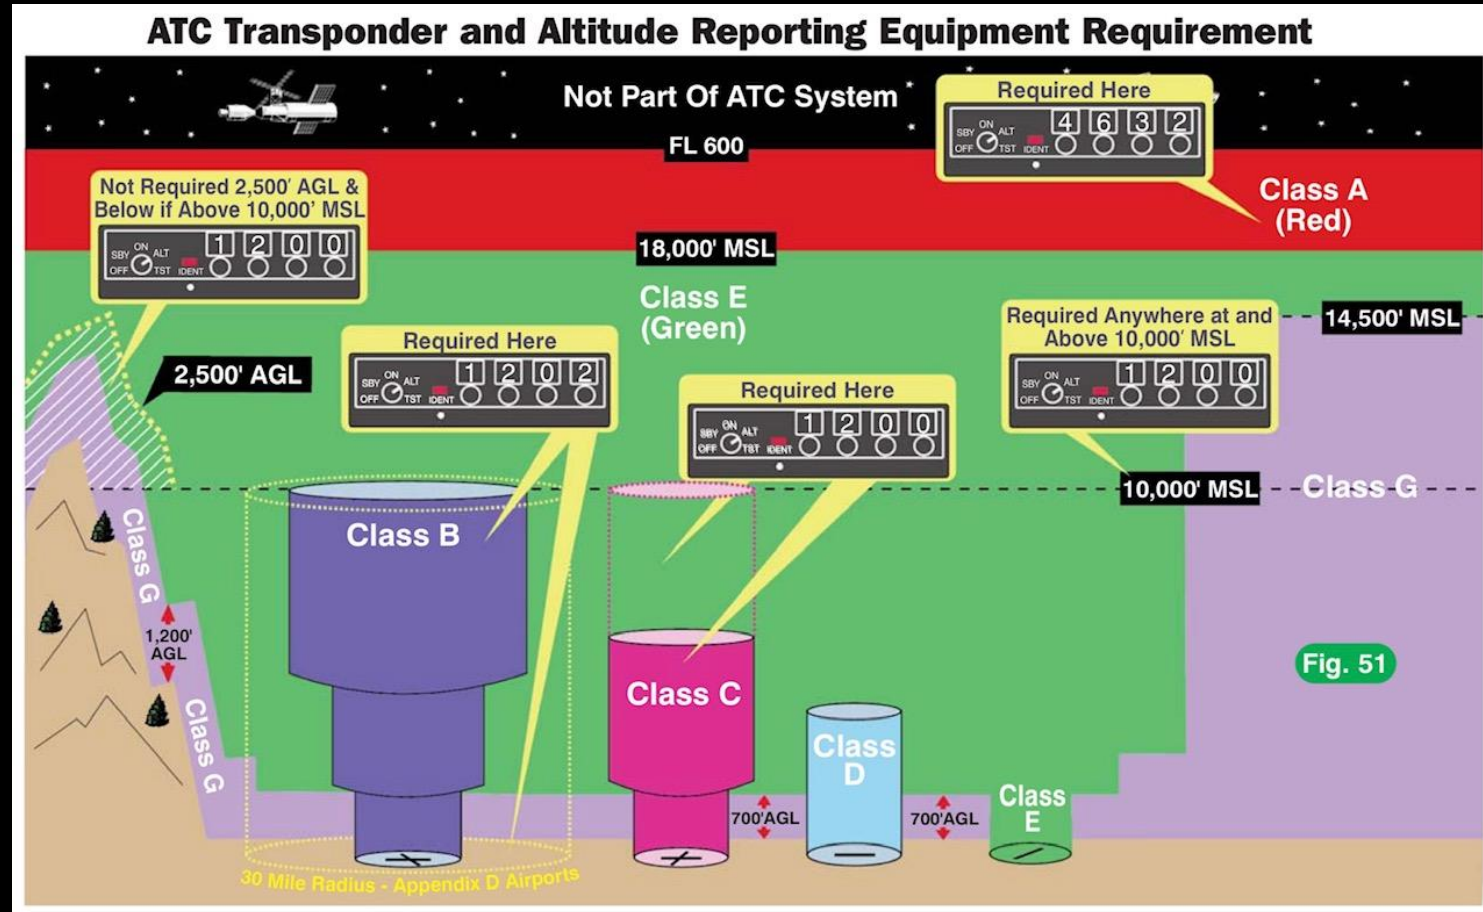 ATC Transponder and Altitude Reporting Equipment Requirement
Not Part Of ATC System
Required Here
SBY ON ALT
OFF TST IDENT
4 6 3 2
FL 600
Class A
(Red)
Not Required 2,500' AGL &
Below if Above 10,000' MSL
SBY ON ALT
OFF TST IDENT
1 2 0 0
18,000' MSL
Class E
(Green)
Required Anywhere at and
Above 10,000' MSL
SBY ON ALT
OFF TST IDENT
1 2 0 0
14,500' MSL
2,500' AGL
Required Here
SBY ON ALT
OFF TST IDENT
1 2 0 2
Required Here
SBY ON ALT
OFF TST IDENT
1 2 0 0
10,000' MSL
Class G
Class B
Class G
1,200'
AGL
Class G
Class C
Fig. 51
Class
D
Class
E
700'AGL
700'AGL
30 Mile Radius - Appendix D Airports